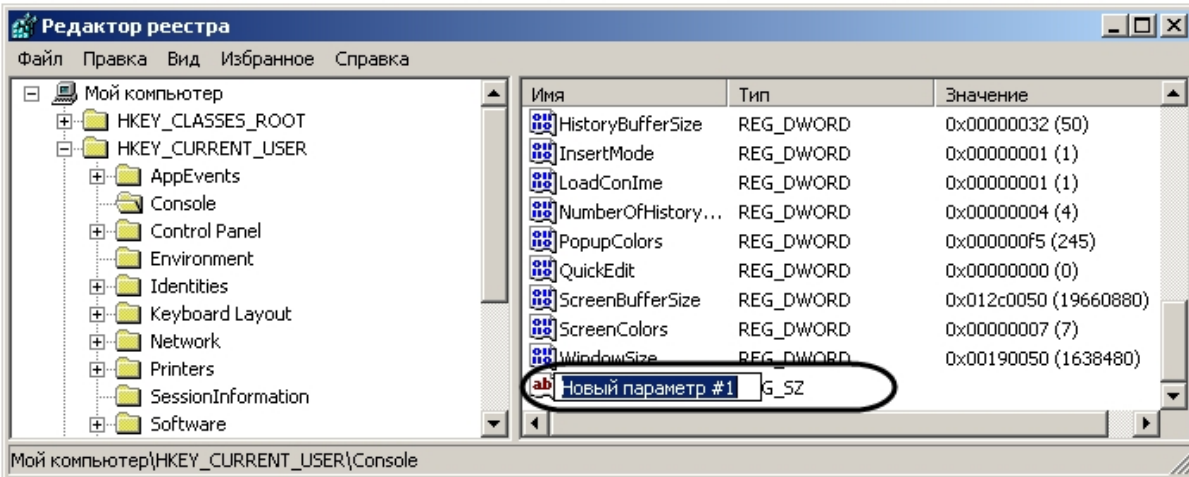 Редактор реестра
Файл Правка Вид Избранное Справка
Мой компьютер
HKEY_CLASSES_ROOT
HKEY_CURRENT_USER
AppEvents
Console
Control Panel
Environment
Identities
Keyboard Layout
Network
Printers
SessionInformation
Software
Имя Тип Значение
HistoryBufferSize REG_DWORD 0x00000032 (50)
InsertMode REG_DWORD 0x00000001 (1)
LoadConIme REG_DWORD 0x00000001 (1)
NumberOfHistory... REG_DWORD 0x00000004 (4)
PopupColors REG_DWORD 0x000000f5 (245)
QuickEdit REG_DWORD 0x00000000 (0)
ScreenBufferSize REG_DWORD 0x012c0050 (19660880)
ScreenColors REG_DWORD 0x00000007 (7)
WindowSize REG_DWORD 0x00190050 (1638480)
Новый параметр #1 G_SZ
Мой компьютер\HKEY_CURRENT_USER\Console